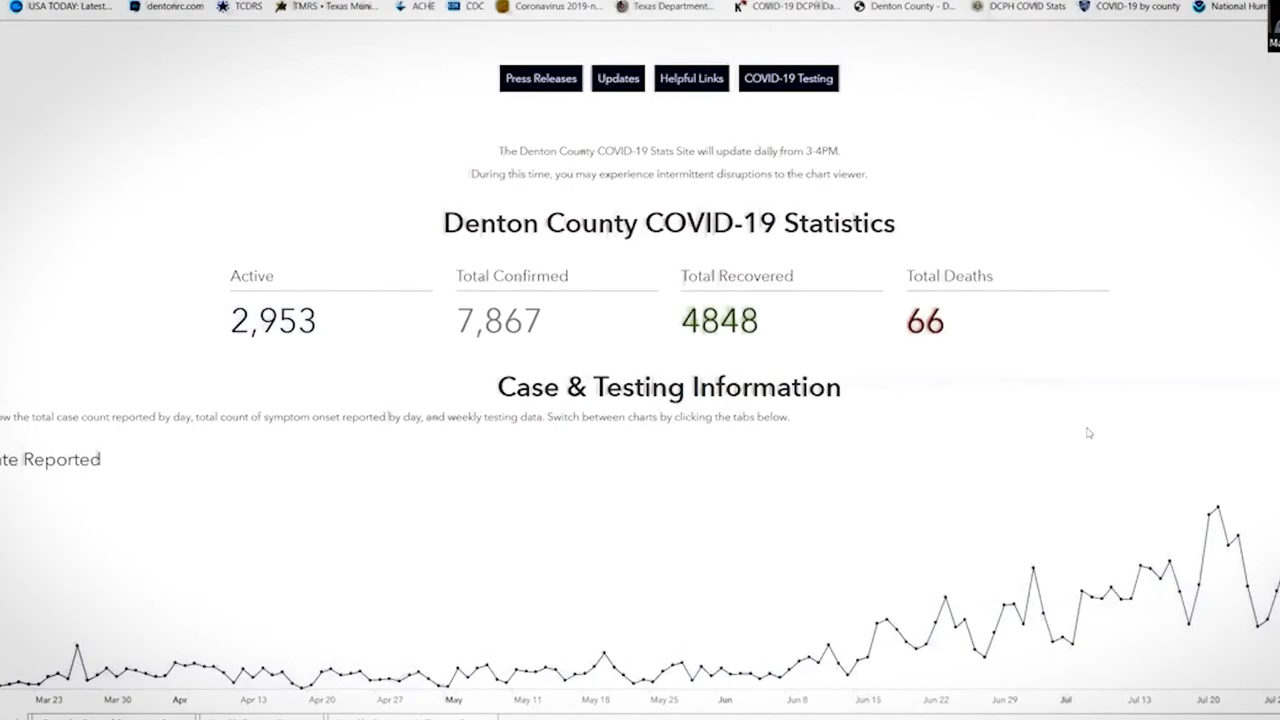 USA TODAY: Latest... dentonrc.com TCDRS TMRS • Texas Muni... ACHE CDC Coronavirus 2019-n... Texas Department... COVID-19 DCPH Da... Denton County - D... DCPH COVID Stats COVID-19 by county National Hurr
Press Releases Updates Helpful Links COVID-19 Testing
The Denton County COVID-19 Stats Site will update daily from 3-4PM.
During this time, you may experience intermittent disruptions to the chart viewer.
Denton County COVID-19 Statistics
Active Total Confirmed Total Recovered Total Deaths
2,953 7,867 4848 66
Case & Testing Information
ow the total case count reported by day, total count of symptom onset reported by day, and weekly testing data. Switch between charts by clicking the tabs below.
ate Reported
Mar 23 Mar 30 Apr Apr 13 Apr 20 Apr 27 May May 11 May 18 May 25 Jun Jun 8 Jun 15 Jun 22 Jun 29 Jul Jul 13 Jul 20